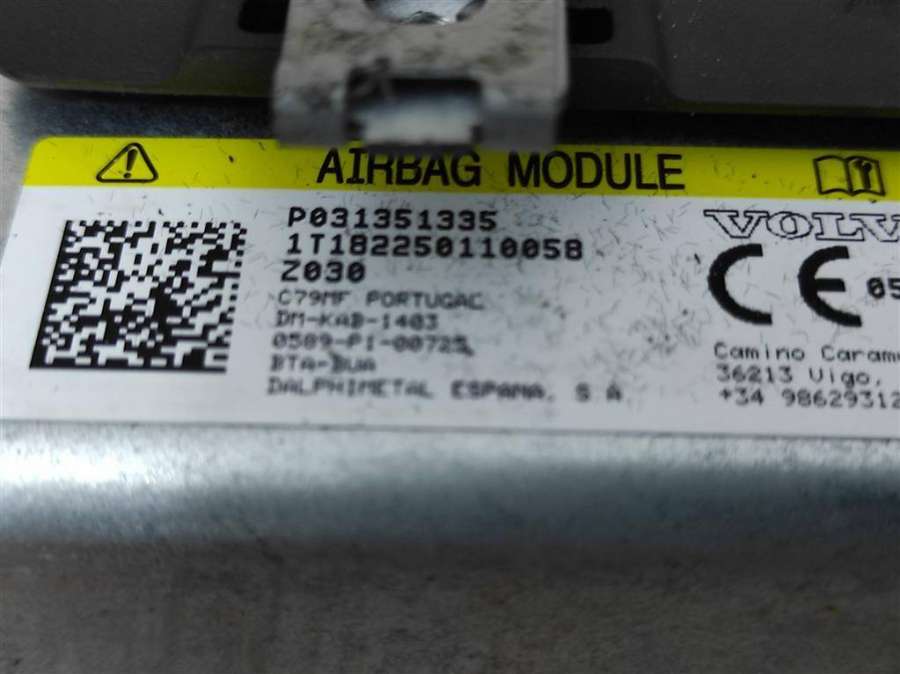 AIRBAG MODULE
P031351335
1T182250110058
Z030
C79MF PORTUGAL
DM-KAB-1403
0589-PI-00725
BTA-BUA
DALPHIMETAL ESPANA, S A
VOLV
CE 05
Camino Caram
36213 Vigo,
+34 98629312